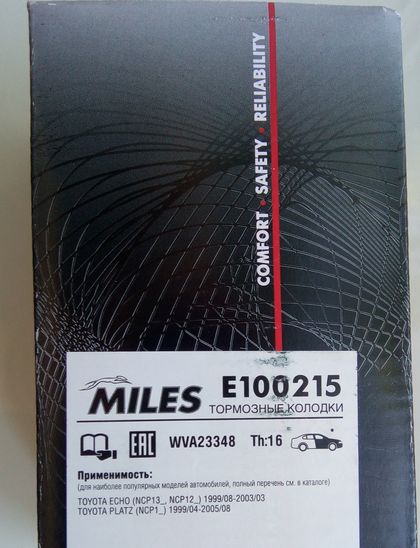 COMFORT • SAFETY • RELIABILITY
MILES
E100215
ТОРМОЗНЫЕ КОЛОДКИ
EAC WVA23348 Th:16
Применимость:
(для наиболее популярных моделей автомобилей, полный перечень см. в каталоге)
TOYOTA ECHO (NCP13_, NCP12_) 1999/08-2003/03
TOYOTA PLATZ (NCP1_) 1999/04-2005/08